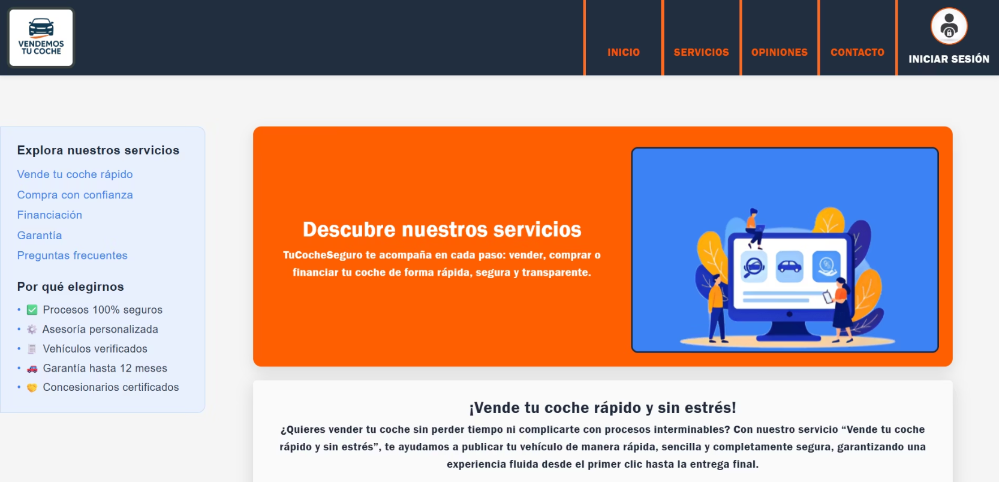 VENDEMOS
TU COCHE
INICIO
SERVICIOS
OPINIONES
CONTACTO
INICIAR SESIÓN
Explora nuestros servicios
Vende tu coche rápido
Compra con confianza
Financiación
Garantía
Preguntas frecuentes
Por qué elegirnos
• ✅ Procesos 100% seguros
• ⚙️ Asesoría personalizada
• 🧾 Vehículos verificados
• 🚗 Garantía hasta 12 meses
• 🤝 Concesionarios certificados
Descubre nuestros servicios
TuCocheSeguro te acompaña en cada paso: vender, comprar o
financiar tu coche de forma rápida, segura y transparente.
¡Vende tu coche rápido y sin estrés!
¿Quieres vender tu coche sin perder tiempo ni complicarte con procesos interminables? Con nuestro servicio “Vende tu coche
rápido y sin estrés”, te ayudamos a publicar tu vehículo de manera rápida, sencilla y completamente segura, garantizando una
experiencia fluida desde el primer clic hasta la entrega final.